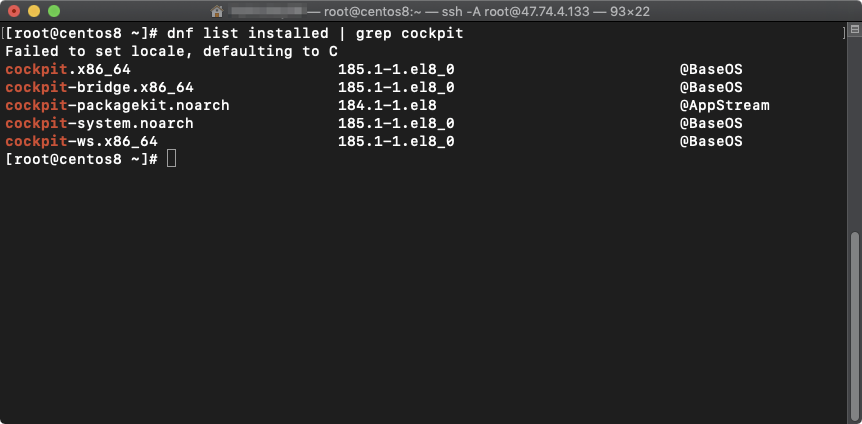 — root@centos8:~ — ssh -A root@47.74.4.133 — 93×22
[[root@centos8 ~]# dnf list installed | grep cockpit ]
Failed to set locale, defaulting to C
cockpit.x86_64 185.1-1.el8_0 @BaseOS
cockpit-bridge.x86_64 185.1-1.el8_0 @BaseOS
cockpit-packagekit.noarch 184.1-1.el8 @AppStream
cockpit-system.noarch 185.1-1.el8_0 @BaseOS
cockpit-ws.x86_64 185.1-1.el8_0 @BaseOS
[root@centos8 ~]#